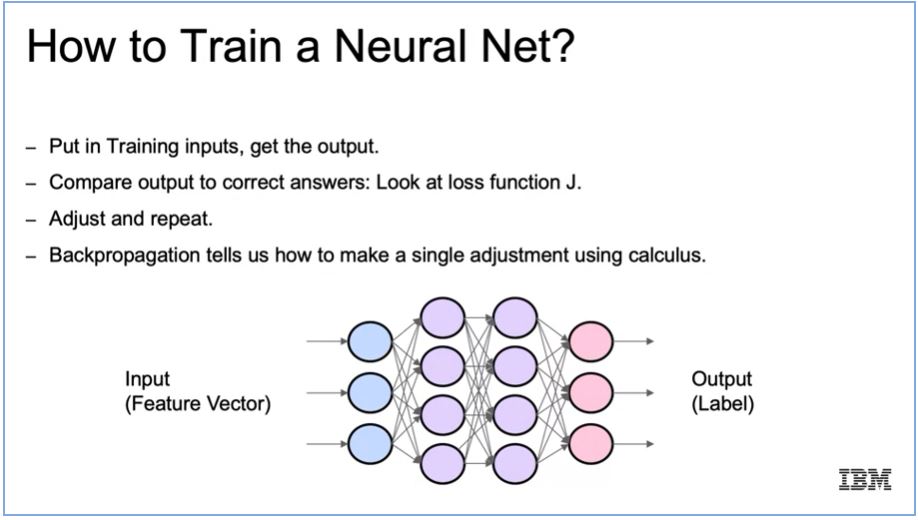 How to Train a Neural Net?
– Put in Training inputs, get the output.
– Compare output to correct answers: Look at loss function J.
– Adjust and repeat.
– Backpropagation tells us how to make a single adjustment using calculus.
Input
(Feature Vector)
Output
(Label)
IBM